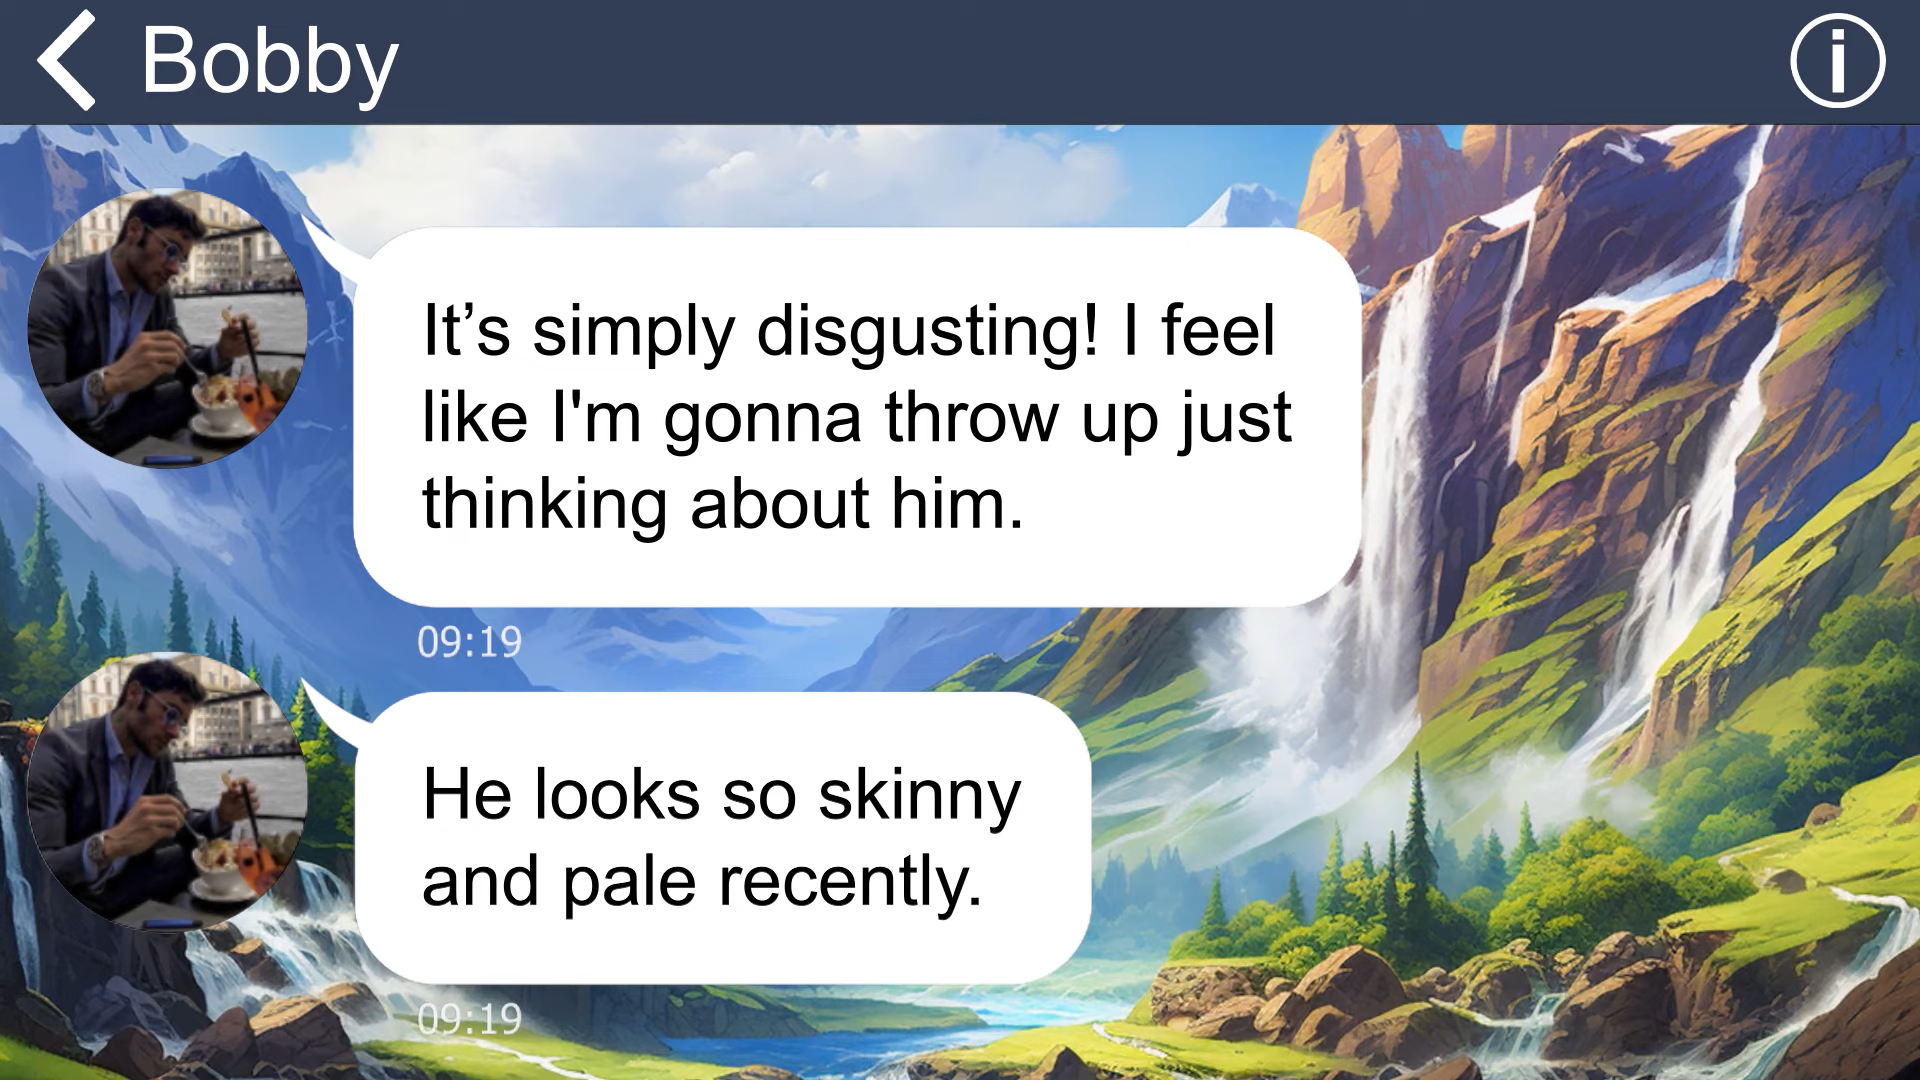 Bobby
It’s simply disgusting! I feel
like I'm gonna throw up just
thinking about him.
09:19
He looks so skinny
and pale recently.
09:19